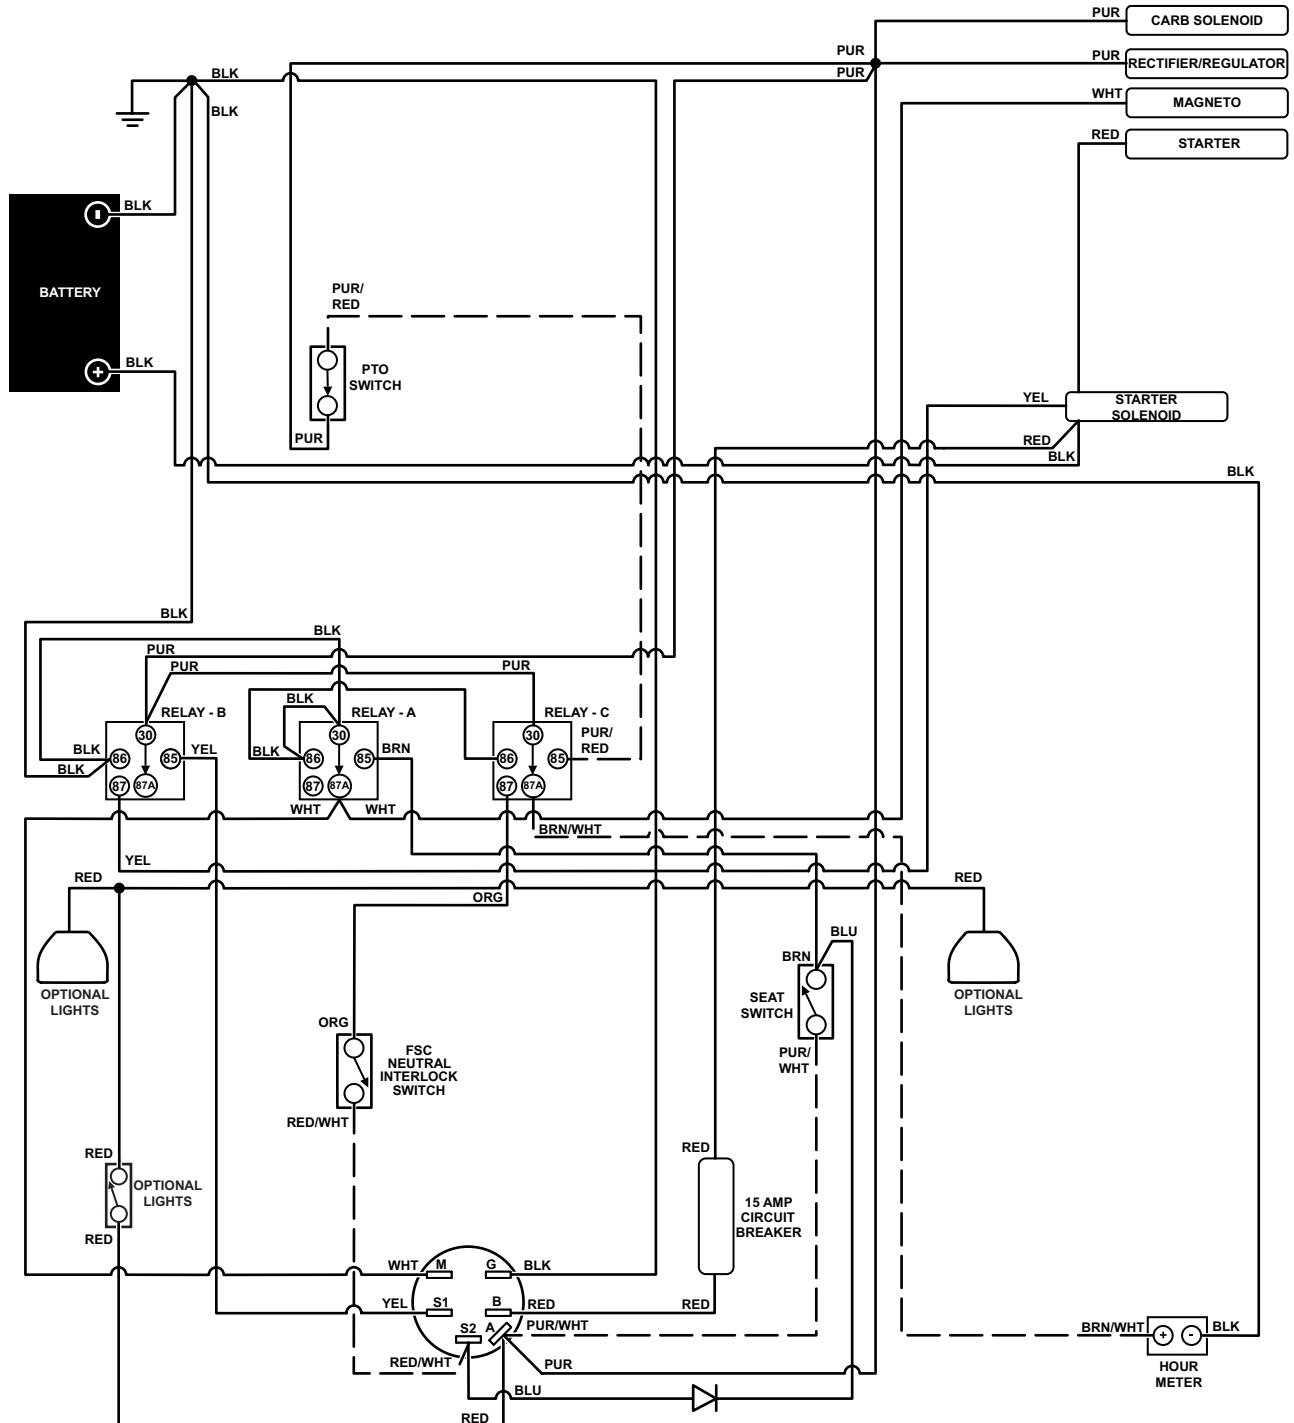 PUR
CARB SOLENOID
PUR
PUR
RECTIFIER/REGULATOR
PUR
BLK
WHT
MAGNETO
BLK
RED
STARTER
BLK
BATTERY
PUR/
RED
BLK
PTO
SWITCH
YEL
STARTER
SOLENOID
PUR
RED
BLK
BLK
BLK
BLK
PUR
PUR
PUR
BLK
RELAY - B
RELAY - A
RELAY - C
30
30
30
PUR/
RED
BLK
86
85
YEL
BLK
86
85
BRN
86
85
BLK
87
87A
87
87A
87
87A
WHT
WHT
BRN/WHT
YEL
RED
RED
ORG
BLU
BRN
OPTIONAL
LIGHTS
SEAT
SWITCH
OPTIONAL
LIGHTS
ORG
FSC
NEUTRAL
INTERLOCK
SWITCH
PUR/
WHT
RED/WHT
RED
RED
OPTIONAL
LIGHTS
15 AMP
CIRCUIT
BREAKER
RED
WHT
M
G
BLK
YEL
S1
B
RED
RED
S2
A
PUR/WHT
BRN/WHT
+
-
BLK
RED/WHT
PUR
HOUR
METER
BLU
RED